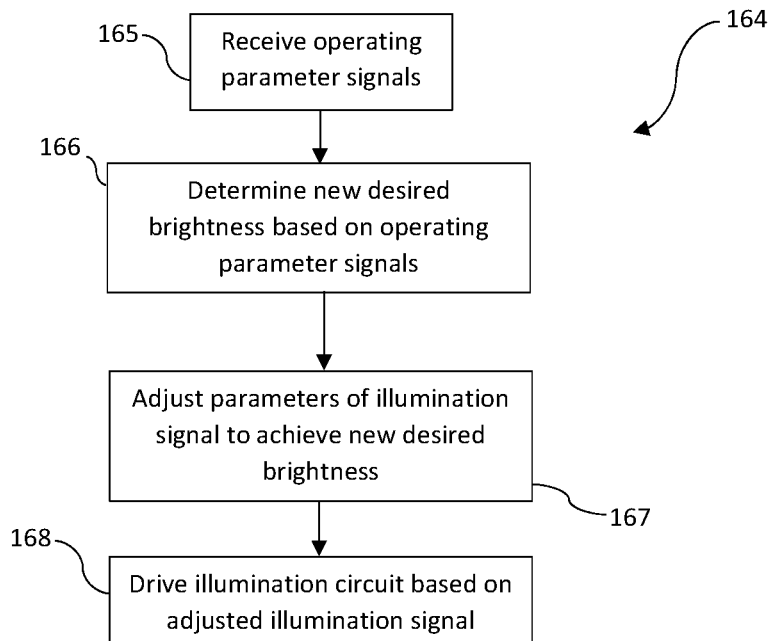 165
Receive operating
parameter signals
164
166
Determine new desired
brightness based on operating
parameter signals
Adjust parameters of illumination
signal to achieve new desired
brightness
167
168
Drive illumination circuit based on
adjusted illumination signal